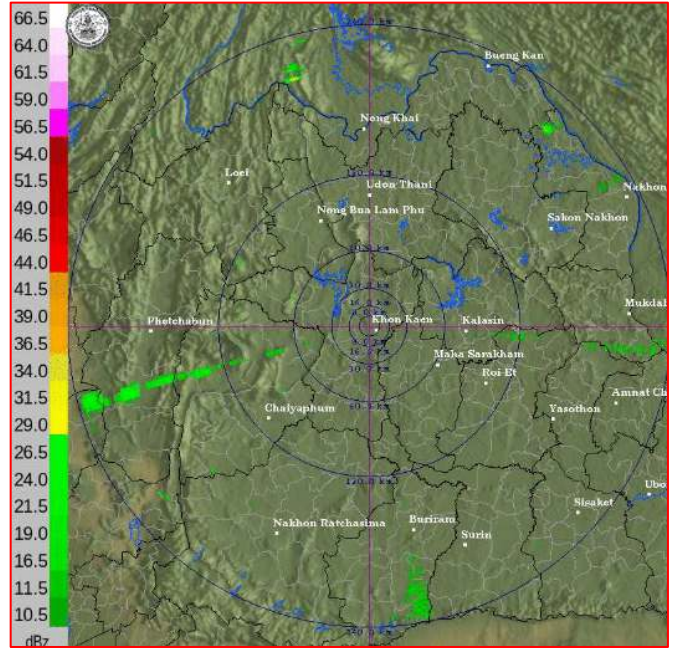 66.5
64.0
61.5
59.0
56.5
54.0
51.5
49.0
46.5
44.0
41.5
39.0
36.5
34.0
31.5
29.0
26.5
24.0
21.5
19.0
16.5
11.5
10.5
dBz
Bueng Kan
Nong Khai
Loei
Udon Thani
Nakhon
Nong Bua Lam Phu
Sakon Nakhon
Mukdal
Phetchabun
Khon Kaen
Kalasin
Maha Sarakham
Roi Et
Amnat Ch
Chaiyaphum
Yasothon
120.0 km
Ubo
Sisaket
Nakhon Ratchasima
Buriram
Surin